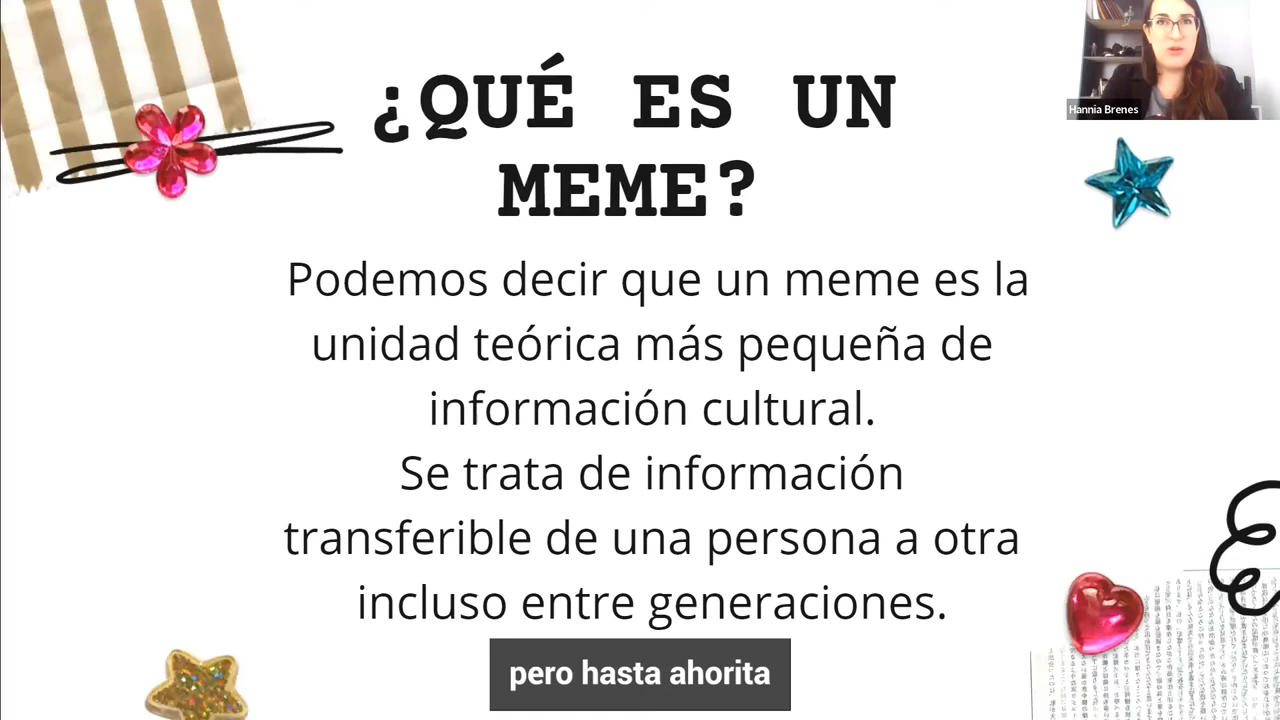 ¿QUÉ ES UN
MEME?
Hannia Brenes
Podemos decir que un meme es la
unidad teórica más pequeña de
información cultural.
Se trata de información
transferible de una persona a otra
incluso entre generaciones.
pero hasta ahorita